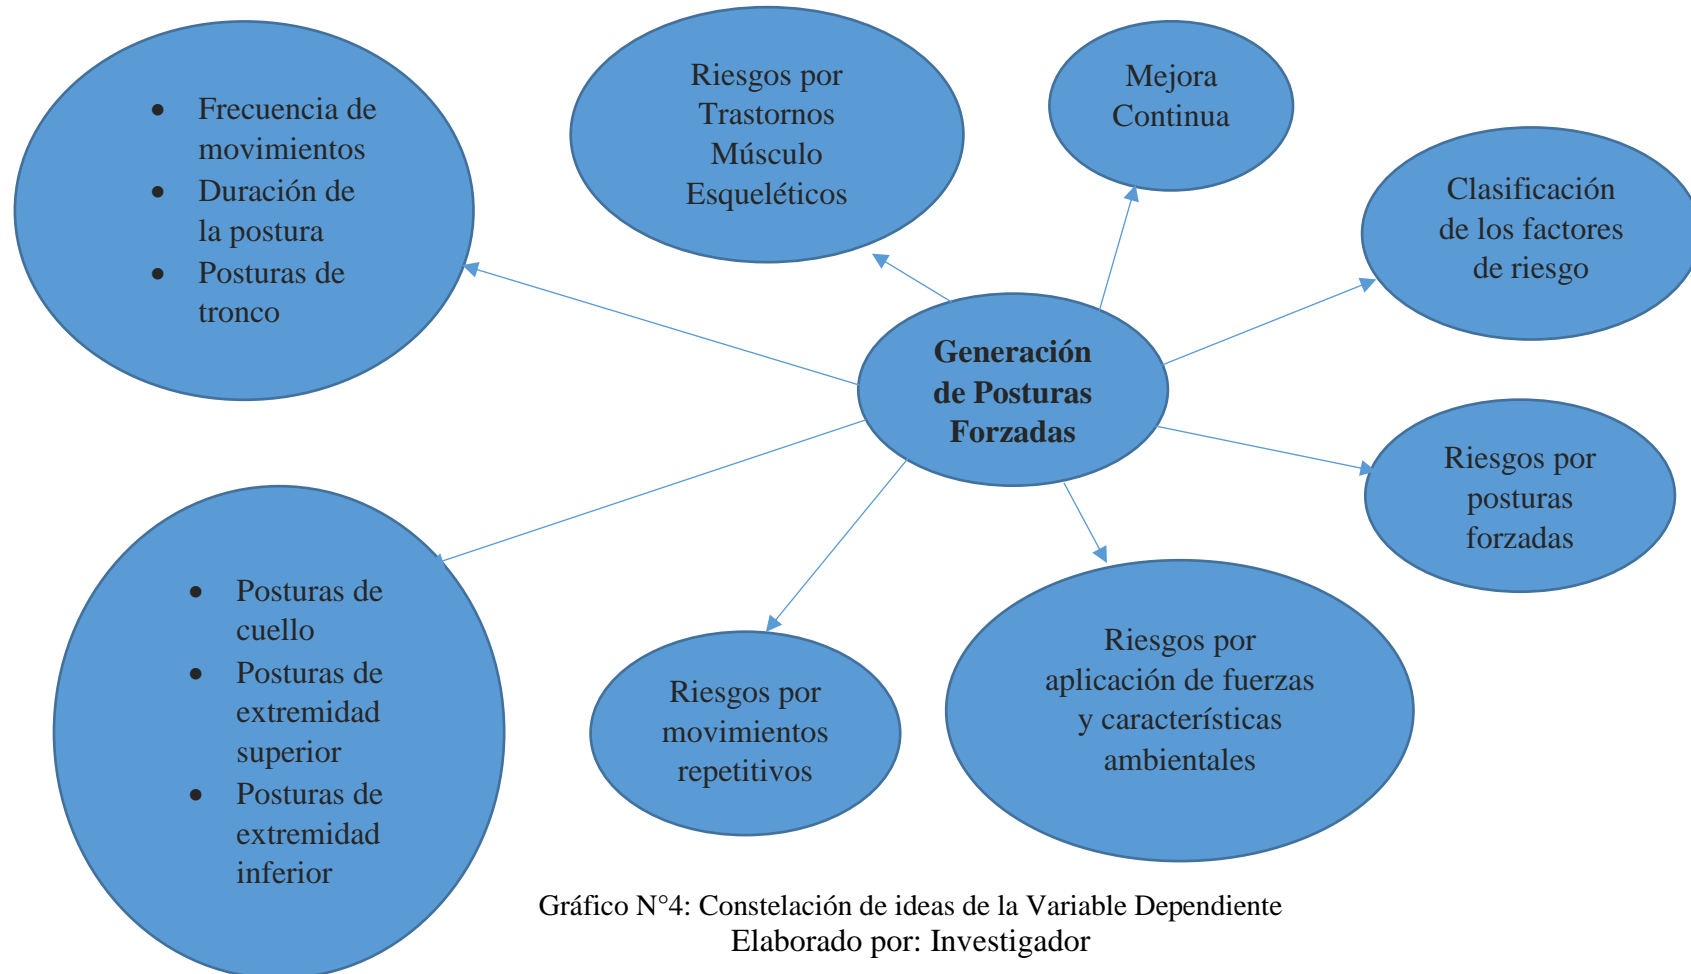 Frecuencia de
movimientos
Duración de
la postura
Posturas de
tronco
Riesgos por
Trastornos
Músculo
Esqueléticos
Mejora
Continua
Clasificación
de los factores
de riesgo
Generación
de Posturas
Forzadas
Riesgos por
posturas
forzadas
Posturas de
cuello
Posturas de
extremidad
superior
Posturas de
extremidad
inferior
Riesgos por
movimientos
repetitivos
Riesgos por
aplicación de fuerzas
y característicAs
ambientales
Gráfico N°4: Constelación de ideas de la Variable Dependiente
Elaborado por: Investigador